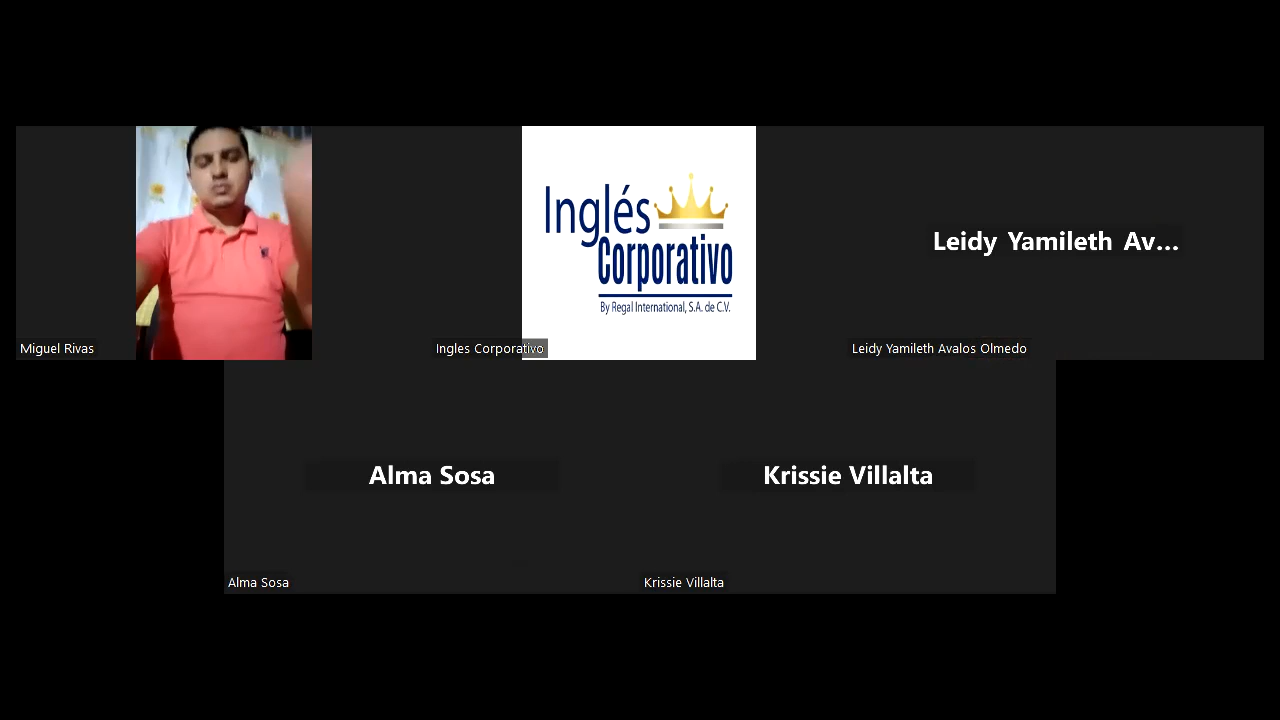 Inglés
Corporativo
By Regal International, S.A. de C.V.
Leidy Yamileth Av...
Miguel Rivas
Ingles Corporativo
Leidy Yamileth Avalos Olmedo
Alma Sosa
Krissie Villalta
Alma Sosa
Krissie Villalta